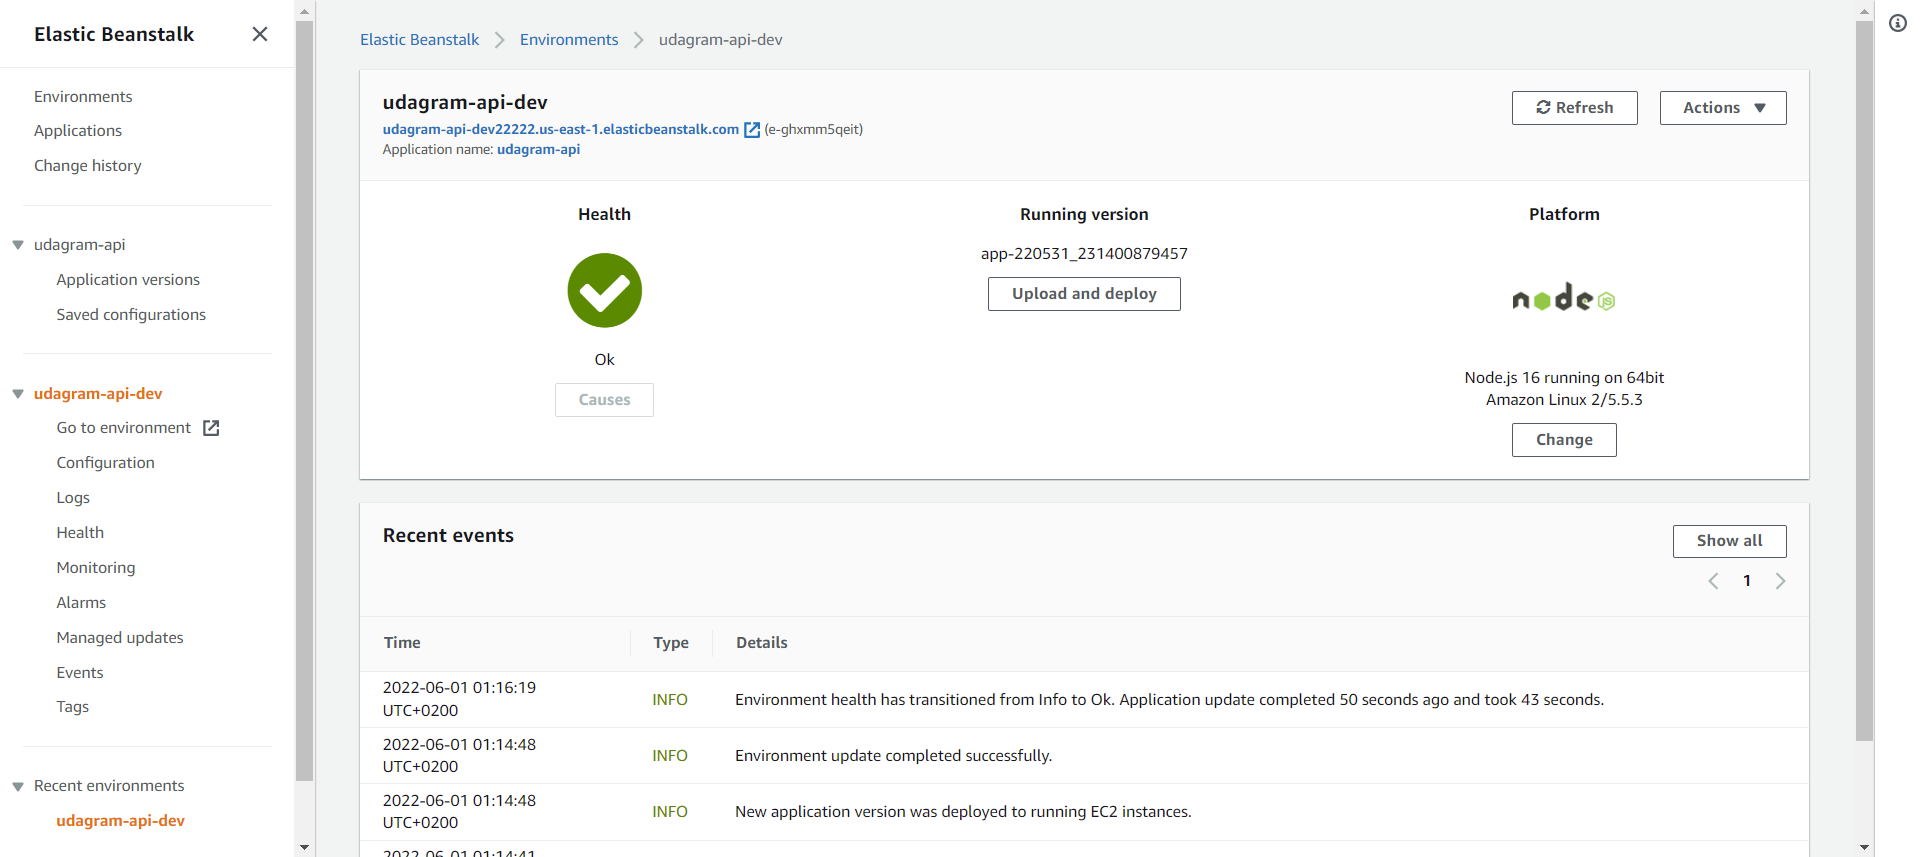 Elastic Beanstalk
Environments
Applications
Change history
udagram-api
Application versions
Saved configurations
udagram-api-dev
Go to environment
Configuration
Logs
Health
Monitoring
Alarms
Managed updates
Events
Tags
Recent environments
udagram-api-dev
Elastic Beanstalk Environments udagram-api-dev
udagram-api-dev
udagram-api-dev22222.us-east-1.elasticbeanstalk.com (e-ghxmm5qeit)
Application name: udagram-api
Refresh
Actions
Health
Ok
Causes
Running version
app-220531_231400879457
Upload and deploy
Platform
node JS
Node.js 16 running on 64bit
Amazon Linux 2/5.5.3
Change
Recent events
Show all
1
Time Type Details
2022-06-01 01:16:19
UTC+0200
INFO
Environment health has transitioned from Info to Ok. Application update completed 50 seconds ago and took 43 seconds.
2022-06-01 01:14:48
UTC+0200
INFO
Environment update completed successfully.
2022-06-01 01:14:48
UTC+0200
INFO
New application version was deployed to running EC2 instances.
2022-06-01 01:14:41